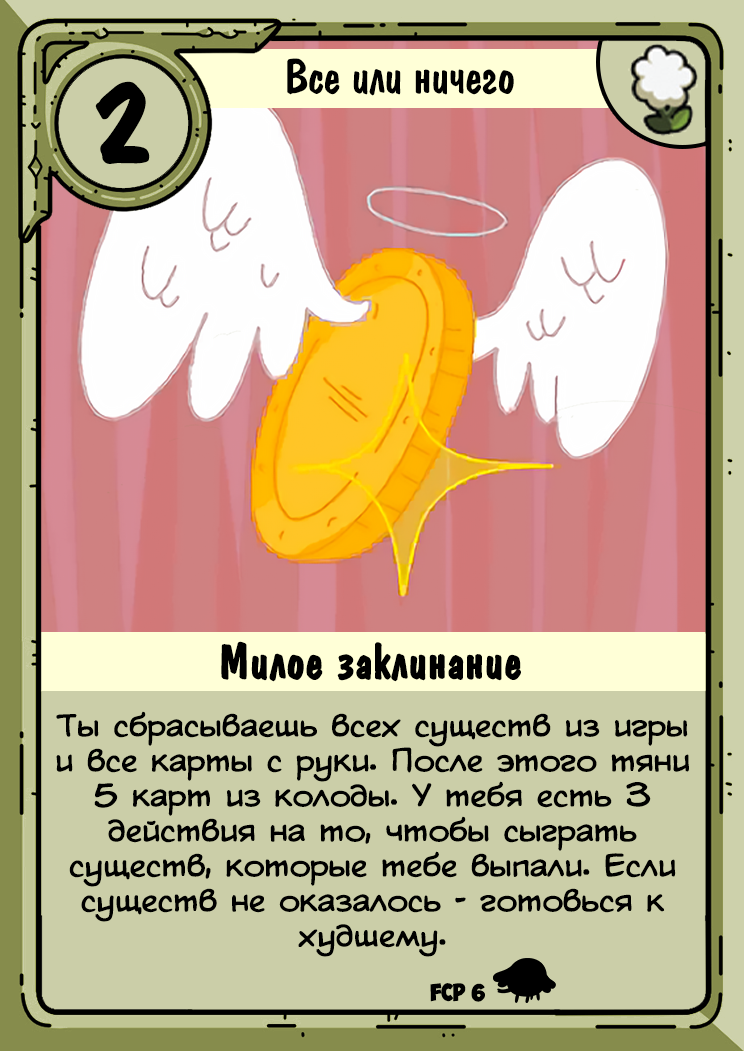 Все или ничего
2
Милое заклинание
Ты сбрасываешь всех существ из игры
и все карты с руки. После этого тяни
5 карт из колоды. У тебя есть 3
действия на то, чтобы сыграть
существ, которые тебе выпали. Если
существ не оказалось - готовься к
худшему.
FCP 6